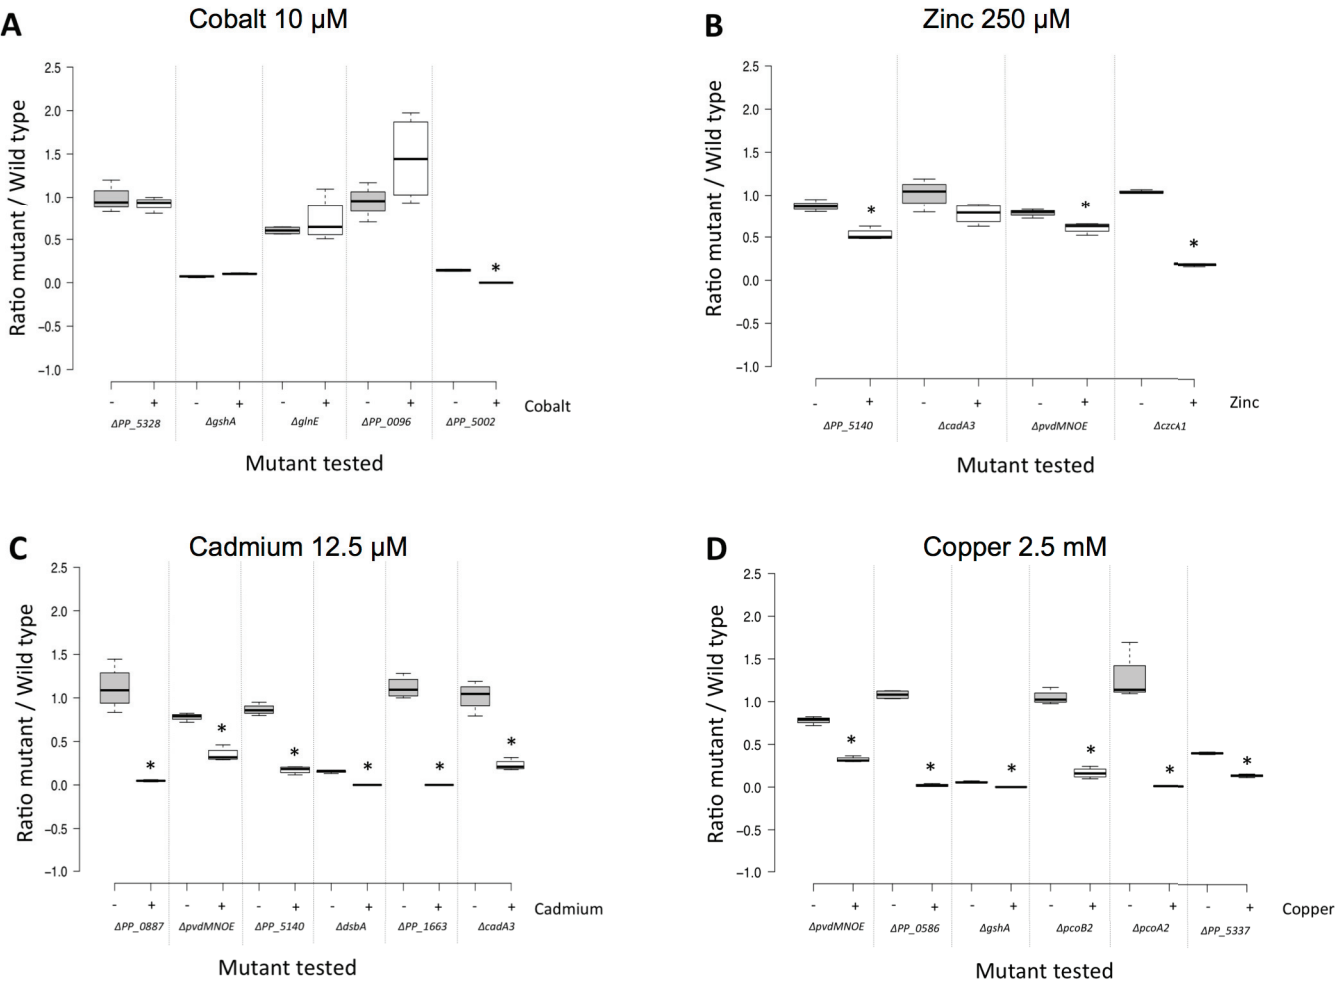 A
Cobalt 10 µM
Ratio mutant / Wild type
2.5
2.0
1.5
1.0
0.5
0.0
−0.5
−1.0
*
- + - + - + - + - +
Cobalt
ΔPP_5328 ΔgshA ΔglnE ΔPP_0096 ΔPP_5002
Mutant tested
B
Zinc 250 µM
Ratio mutant / Wild type
2.5
2.0
1.5
1.0
0.5
0.0
−0.5
−1.0
* * *
- + - + - + - +
Zinc
ΔPP_5140 ΔcadA3 ΔpvdMNOE ΔczcA1
Mutant tested
C
Cadmium 12.5 µM
Ratio mutant / Wild type
2.5
2.0
1.5
1.0
0.5
0.0
−0.5
−1.0
* * * * * *
- + - + - + - + - + - +
Cadmium
ΔPP_0887 ΔpvdMNOE ΔPP_5140 ΔdsbA ΔPP_1663 ΔcadA3
Mutant tested
D
Copper 2.5 mM
Ratio mutant / Wild type
2.5
2.0
1.5
1.0
0.5
0.0
−0.5
−1.0
* * * * * *
- + - + - + - + - + - +
Copper
ΔpvdMNOE ΔPP_0586 ΔgshA ΔpcoB2 ΔpcoA2 ΔPP_5337
Mutant tested